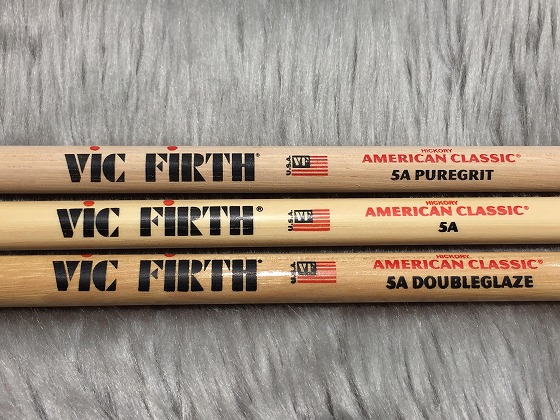 ViC FiRTH®
U.S.A.
VF
HICKORY
AMERICAN CLASSIC®
5A PUREGRIT
ViC FiRTH®
U.S.A.
VF
HICKORY
AMERICAN CLASSIC®
5A
ViC FiRTH®
U.S.A.
VF
HICKORY
AMERICAN CLASSIC®
5A DOUBLEGLAZE